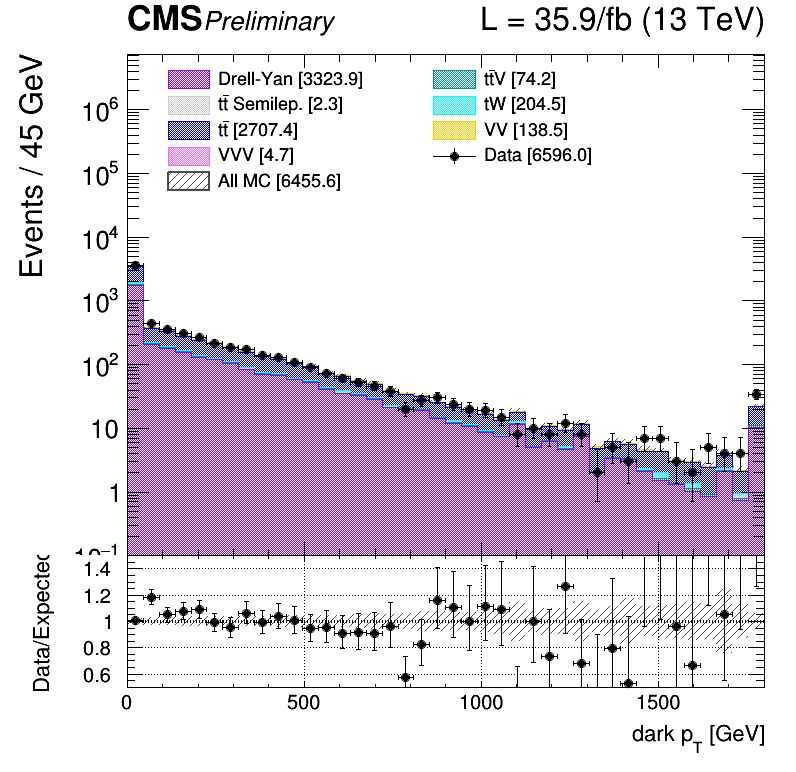 CMS Preliminary L = 35.9/fb (13 TeV)
Events / 45 GeV
Drell-Yan [3323.9]
tt̄ Semilep. [2.3]
tt̄ [2707.4]
VVV [4.7]
All MC [6455.6]
tt̄V [74.2]
tW [204.5]
VV [138.5]
Data [6596.0]
10⁶
10⁵
10⁴
10³
10²
10
1
10⁻¹
Data/Expected
1.4
1.2
1
0.8
0.6
0 500 1000 1500
dark p_T [GeV]